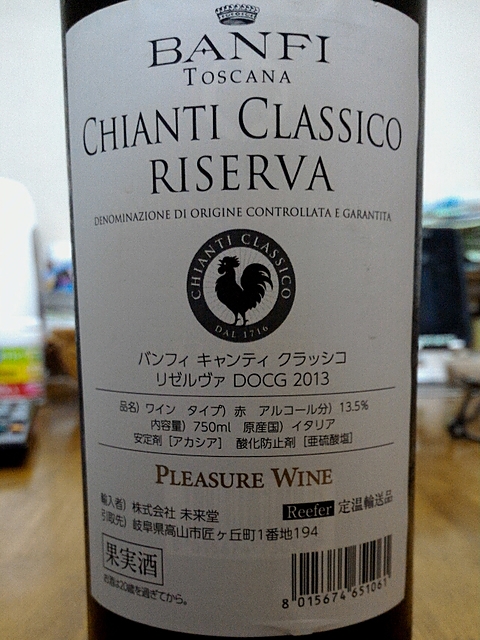 BANFI
TOSCANA
CHIANTI CLASSICO
RISERVA
DENOMINAZIONE DI ORIGINE CONTROLLATA E GARANTITA
CHIANTI CLASSICO
DAL 1716
バンフィ キャンティ クラッシコ
リゼルヴァ DOCG 2013
品名) ワイン タイプ) 赤 アルコール分) 13.5%
内容量) 750ml 原産国) イタリア
安定剤 [アカシア] 酸化防止剤 [亜硫酸塩]
PLEASURE WINE
輸入者) 株式会社 未来堂 Reefer 定温輸送品
引取先) 岐阜県高山市匠ヶ丘町1番地194
果実酒
お酒は20歳を過ぎてから。
8 015674 651061